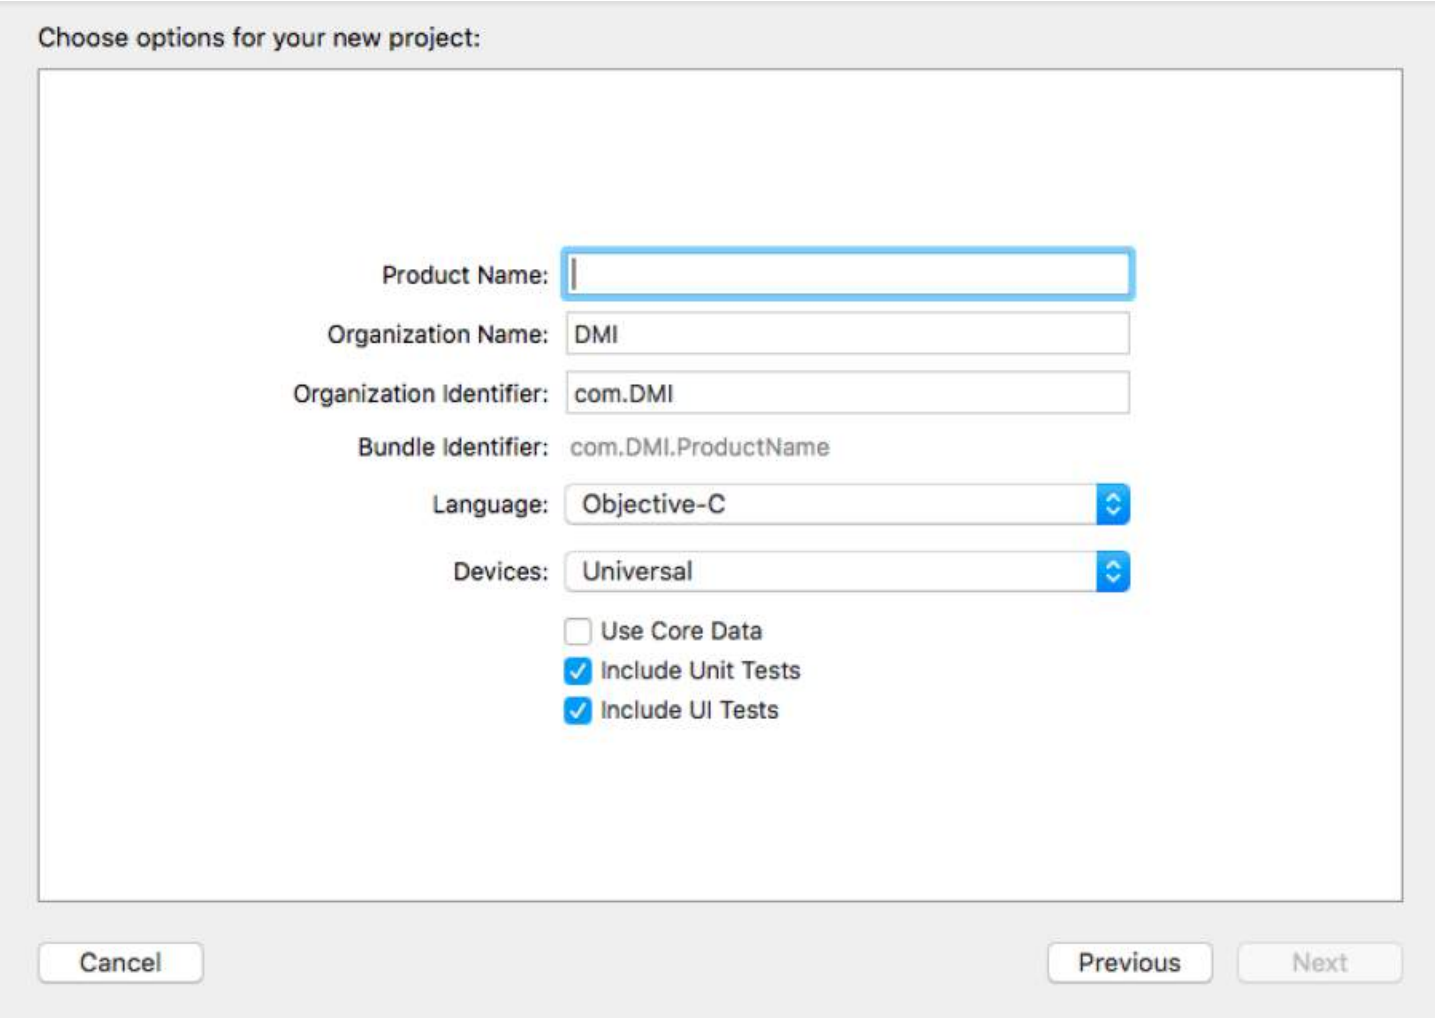 Choose options for your new project:
Product Name:
Organization Name: DMI
Organization Identifier: com.DMI
Bundle Identifier: com.DMI.ProductName
Language: Objective-C
Devices: Universal
Use Core Data
Include Unit Tests
Include UI Tests
Cancel Previous Next